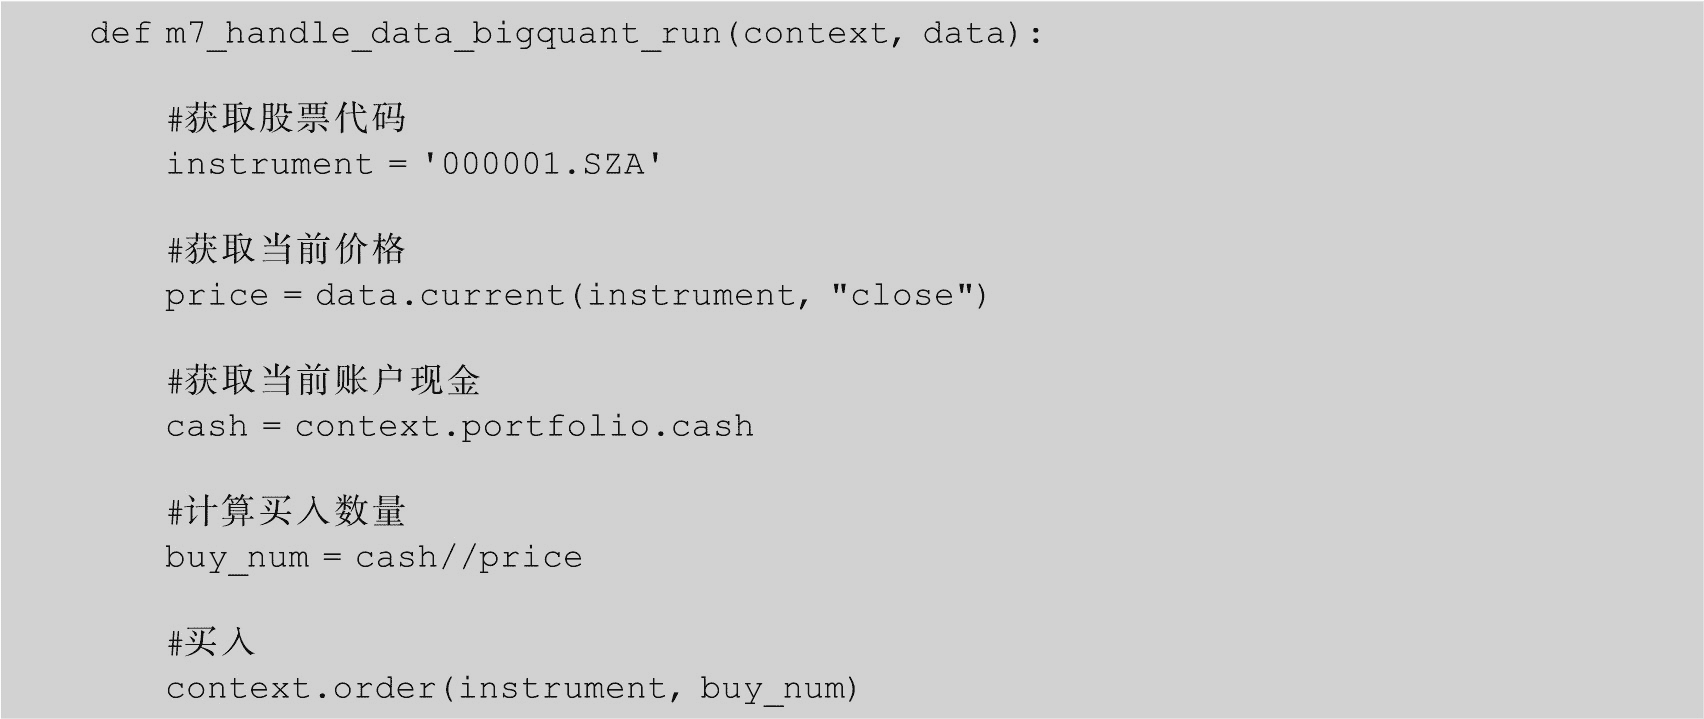 def m7_handle_data_bigquant_run(context, data):
#获取股票代码
instrument = '000001.SZA'
#获取当前价格
price = data.current(instrument, "close")
#获取当前账户现金
cash = context.portfolio.cash
#计算买入数量
buy_num = cash//price
#买入
context.order(instrument, buy_num)